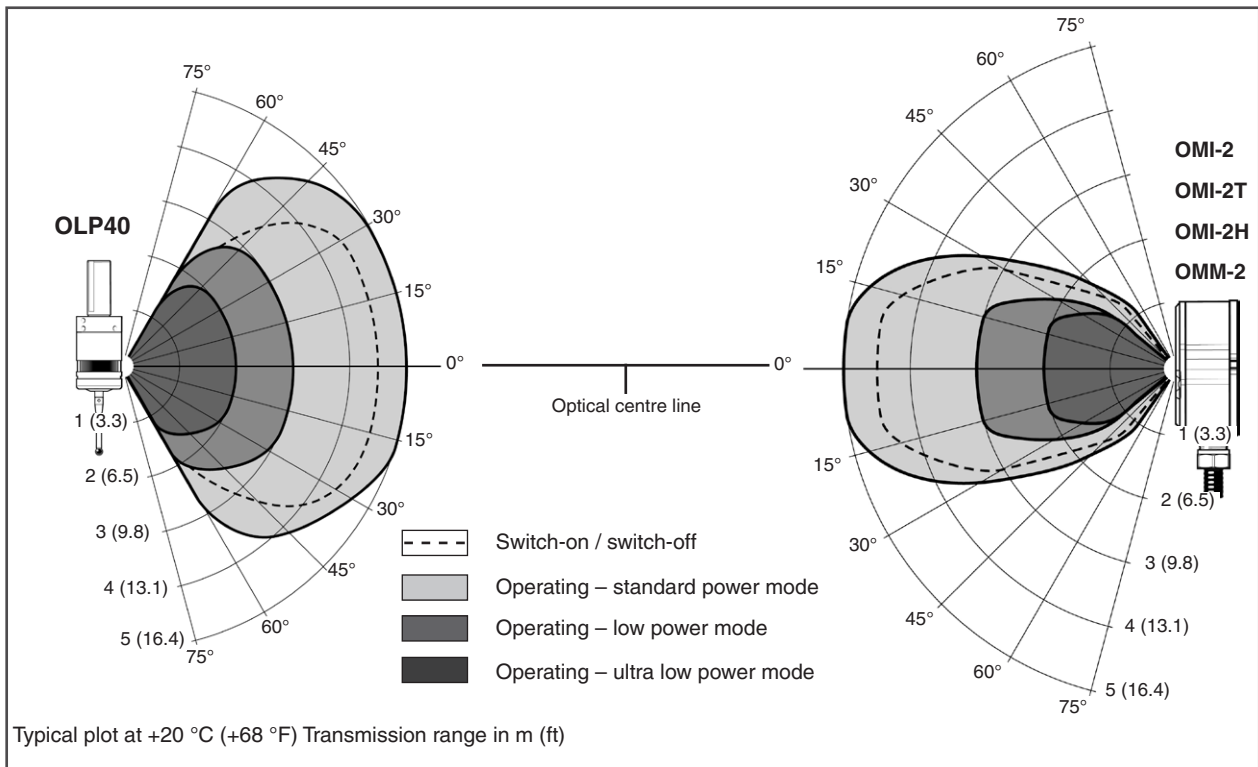 75°
60°
45°
30°
15°
0°
15°
30°
45°
60°
75°
OLP40
1 (3.3)
2 (6.5)
3 (9.8)
4 (13.1)
5 (16.4)
Optical centre line
75°
60°
45°
30°
15°
0°
15°
30°
45°
60°
75°
OMI-2
OMI-2T
OMI-2H
OMM-2
1 (3.3)
2 (6.5)
3 (9.8)
4 (13.1)
5 (16.4)
Switch-on / switch-off
Operating – standard power mode
Operating – low power mode
Operating – ultra low power mode
Typical plot at +20 °C (+68 °F) Transmission range in m (ft)